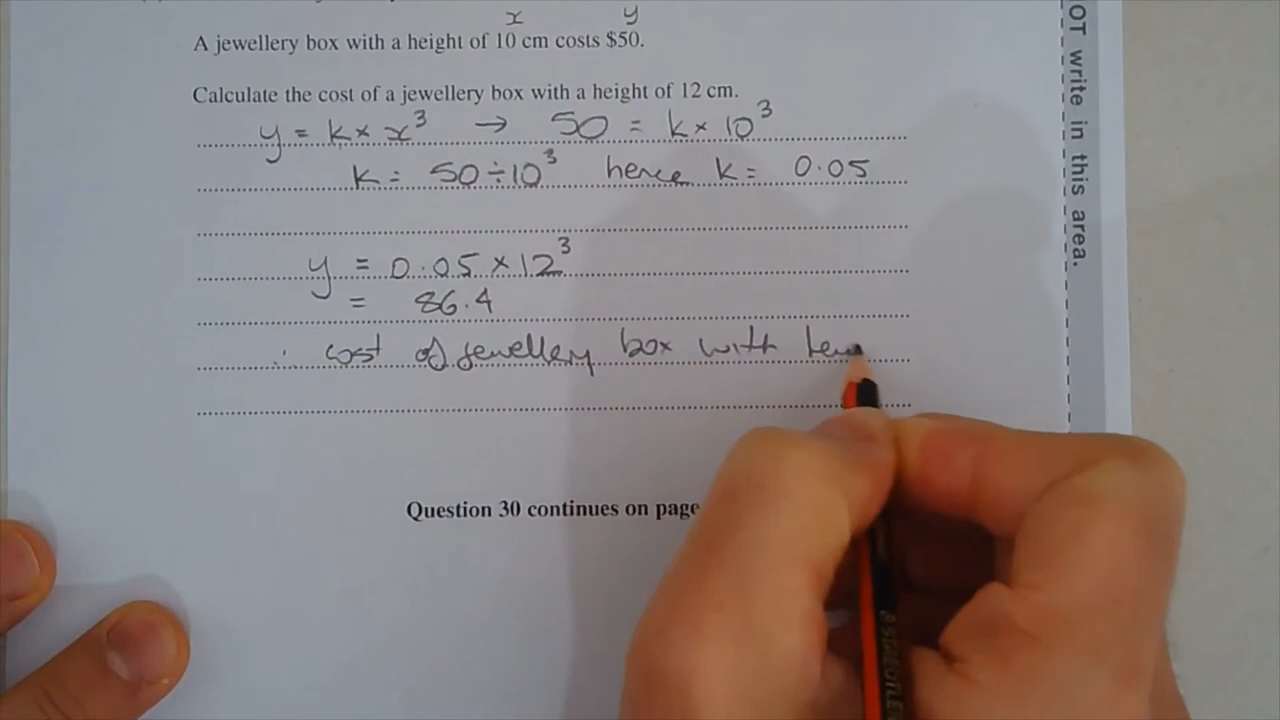 x y
A jewellery box with a height of 10 cm costs $50.
Calculate the cost of a jewellery box with a height of 12 cm.
y = k × x³ → 50 = k × 10³
k = 50 ÷ 10³ hence k = 0.05
y = 0.05 × 12³
= 86.4
∴ cost of jewellery box with
Question 30 continues on page
OT write in this area.
STAEDTLE